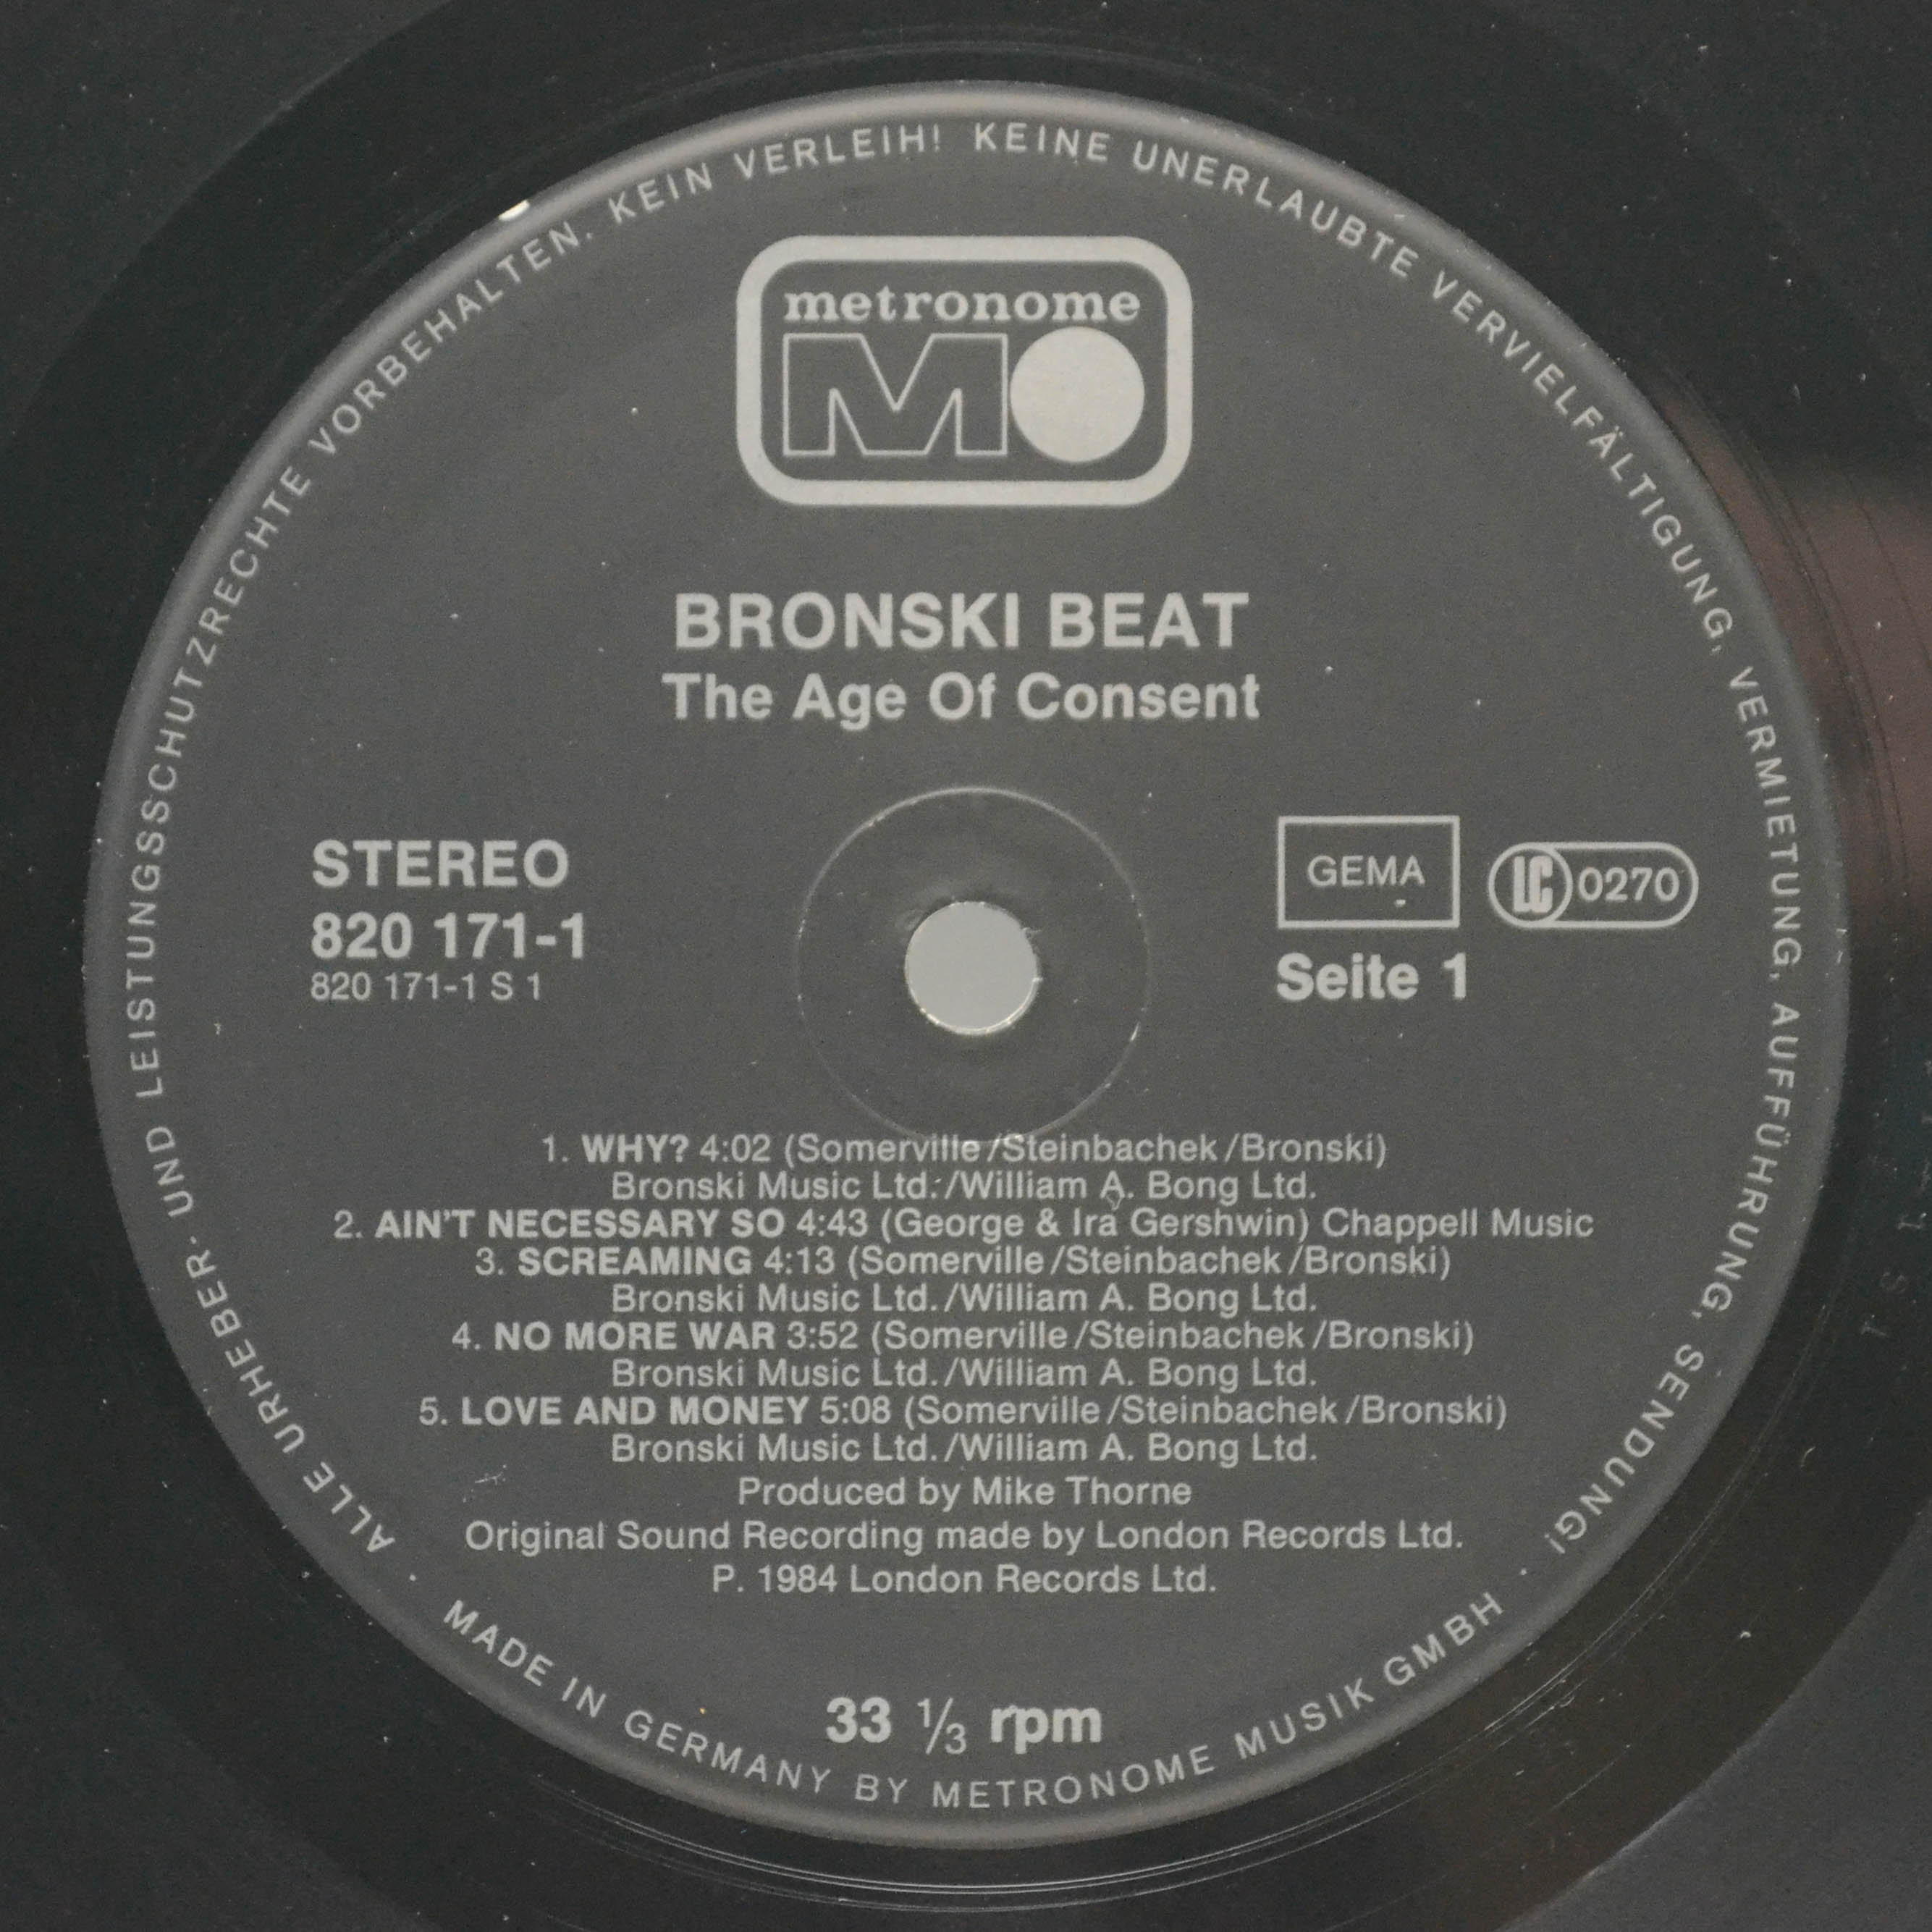 ALLE URHEBER- UND LEISTUNGSSCHUTZRECHTE VORBEHALTEN. KEIN VERLEIH! KEINE UNERLAUBTE VERVIELFÄLTIGUNG, VERMIETUNG, AUFFÜHRUNG, SENDUNG!
metronome
MO
BRONSKI BEAT
The Age Of Consent
STEREO
820 171-1
820 171-1 S 1
GEMA
LC 0270
Seite 1
1. WHY? 4:02 (Somerville/Steinbachek/Bronski)
Bronski Music Ltd./William A. Bong Ltd.
2. AIN'T NECESSARY SO 4:43 (George & Ira Gershwin) Chappell Music
3. SCREAMING 4:13 (Somerville/Steinbachek/Bronski)
Bronski Music Ltd./William A. Bong Ltd.
4. NO MORE WAR 3:52 (Somerville/Steinbachek/Bronski)
Bronski Music Ltd./William A. Bong Ltd.
5. LOVE AND MONEY 5:08 (Somerville/Steinbachek/Bronski)
Bronski Music Ltd./William A. Bong Ltd.
Produced by Mike Thorne
Original Sound Recording made by London Records Ltd.
P. 1984 London Records Ltd.
33 1/3 rpm
· MADE IN GERMANY BY METRONOME MUSIK GMBH ·